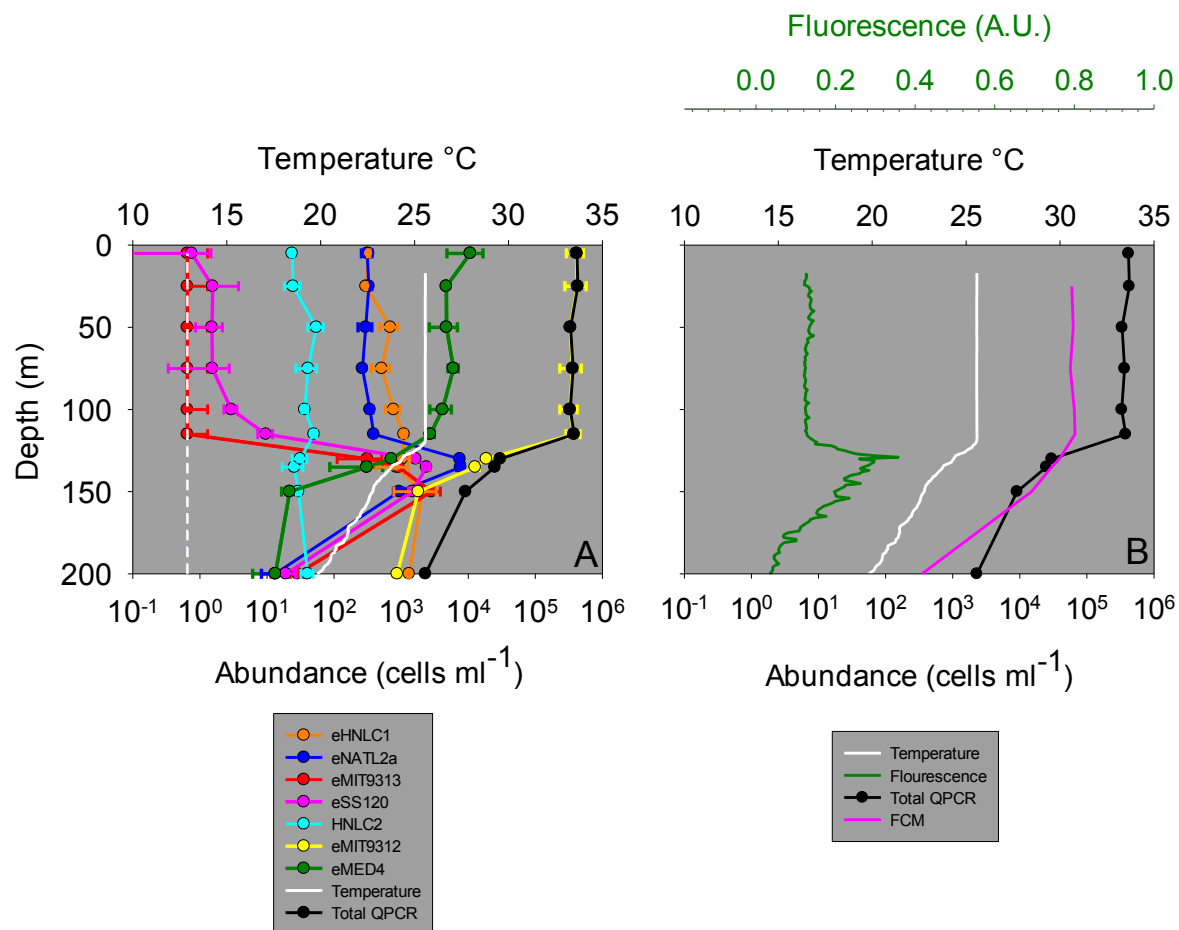 Fluorescence (A.U.)
0.0 0.2 0.4 0.6 0.8 1.0
Temperature °C
10 15 20 25 30 35
Temperature °C
10 15 20 25 30 35
Depth (m)
0
50
100
150
200
A
B
10-1 100 101 102 103 104 105 106
Abundance (cells ml-1)
10-1 100 101 102 103 104 105 106
Abundance (cells ml-1)
eHNLC1
eNATL2a
eMIT9313
eSS120
HNLC2
eMIT9312
eMED4
Temperature
Total QPCR
Temperature
Flourescence
Total QPCR
FCM